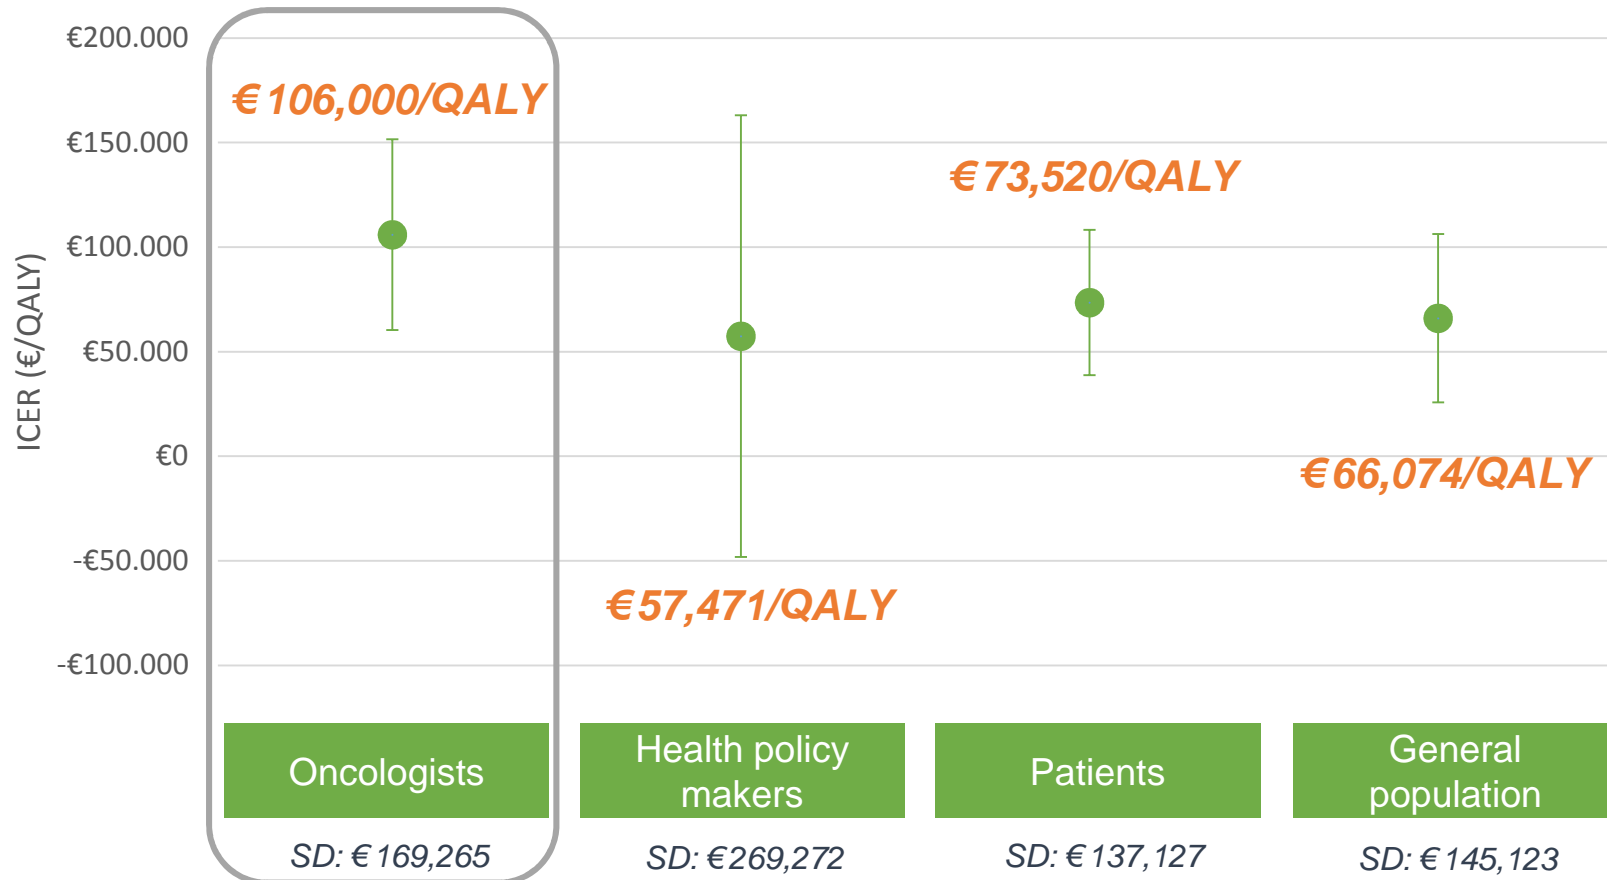 €200.000
€150.000
€100.000
€50.000
€0
-€50.000
-€100.000
ICER (€/QALY)
€106,000/QALY
€57,471/QALY
€73,520/QALY
€66,074/QALY
Oncologists
Health policy
makers
Patients
General
population
SD: €169,265
SD: €269,272
SD: €137,127
SD: €145,123